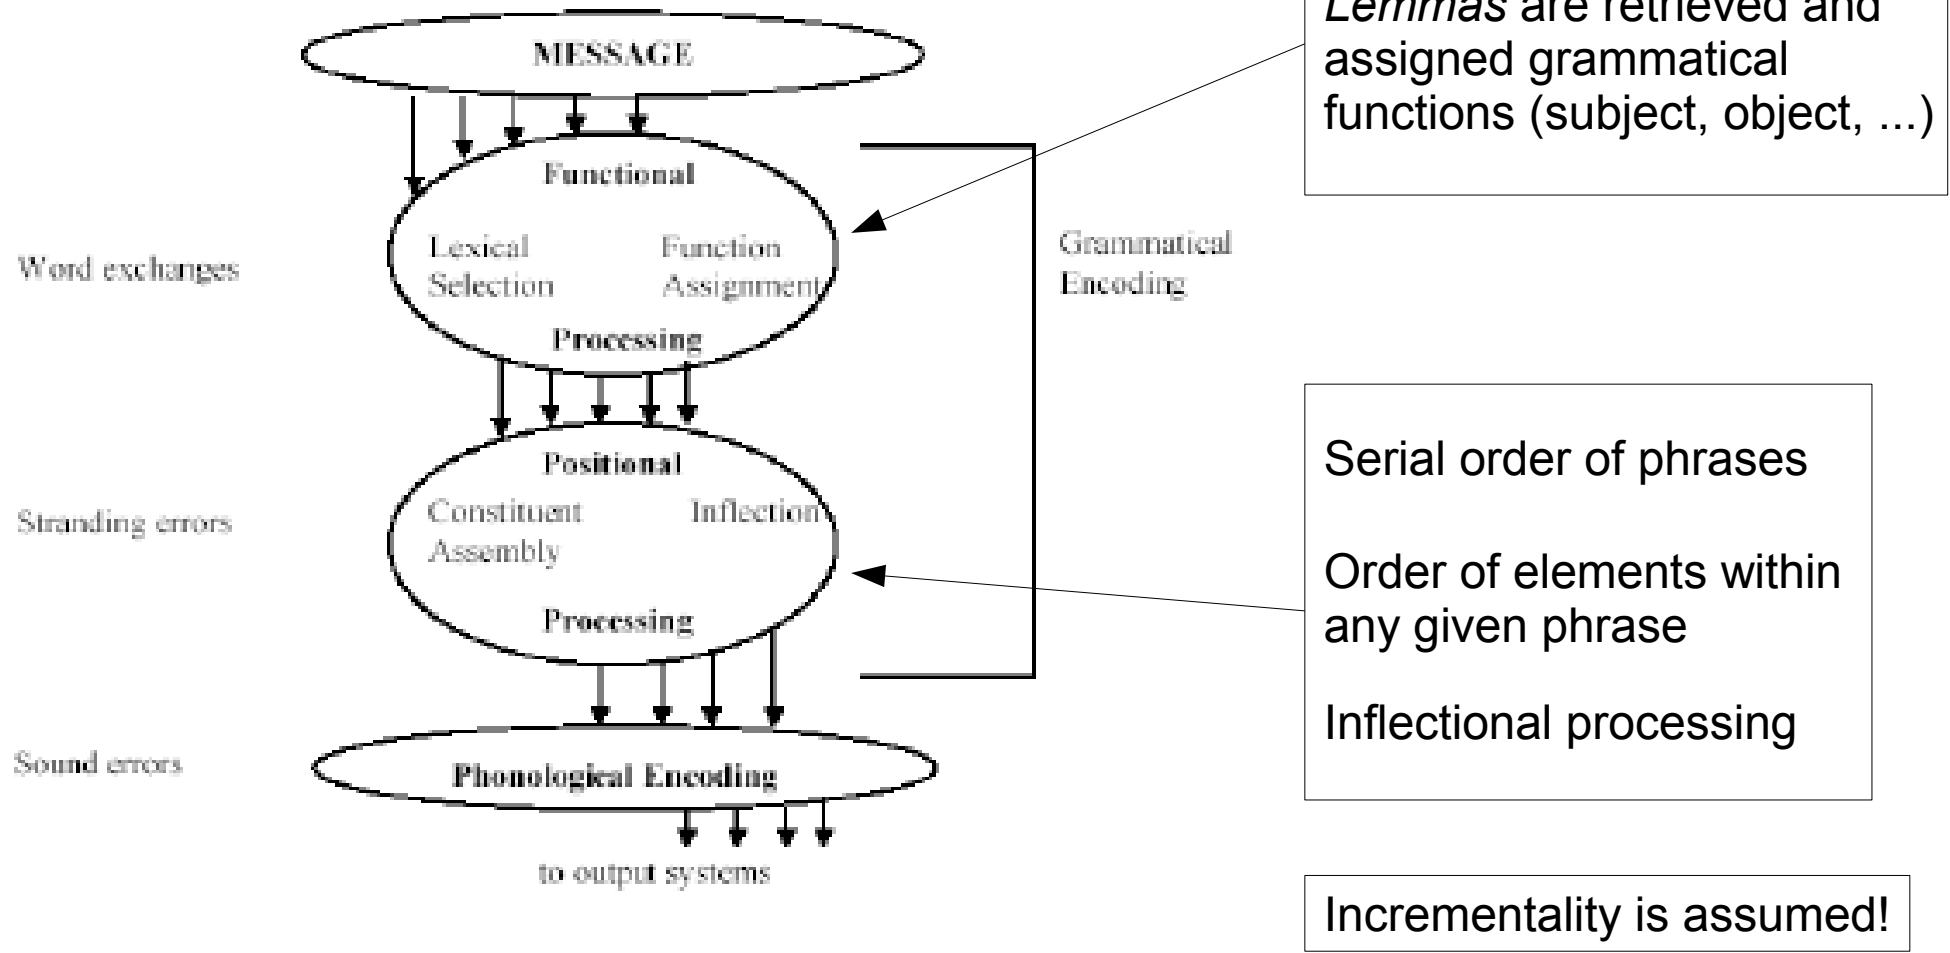 MESSAGE
Functional
Lexical Selection
Function Assignment
Processing
Word exchanges
Grammatical Encoding
Positional
Constituent Assembly
Inflection
Processing
Stranding errors
Sound errors
Phonological Encoding
to output systems
Lemmas are retrieved and
assigned grammatical
functions (subject, object, ...)
Serial order of phrases
Order of elements within
any given phrase
Inflectional processing
Incrementality is assumed!